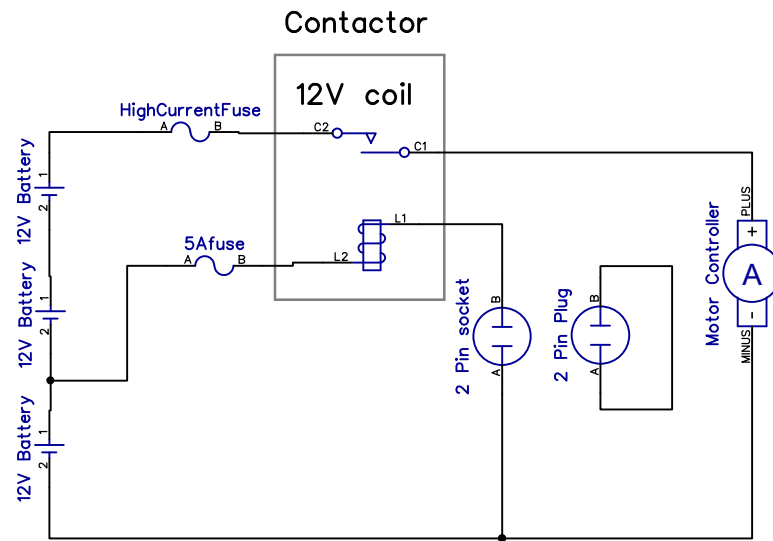 Contactor
12V coil
HighCurrentFuse
A
B
C2
C1
1
12V Battery
2
PLUS
+
Motor Controller
A
-
MINUS
5Afuse
A
B
L1
L2
1
12V Battery
2
B
2 Pin socket
A
B
2 Pin Plug
A
1
12V Battery
2